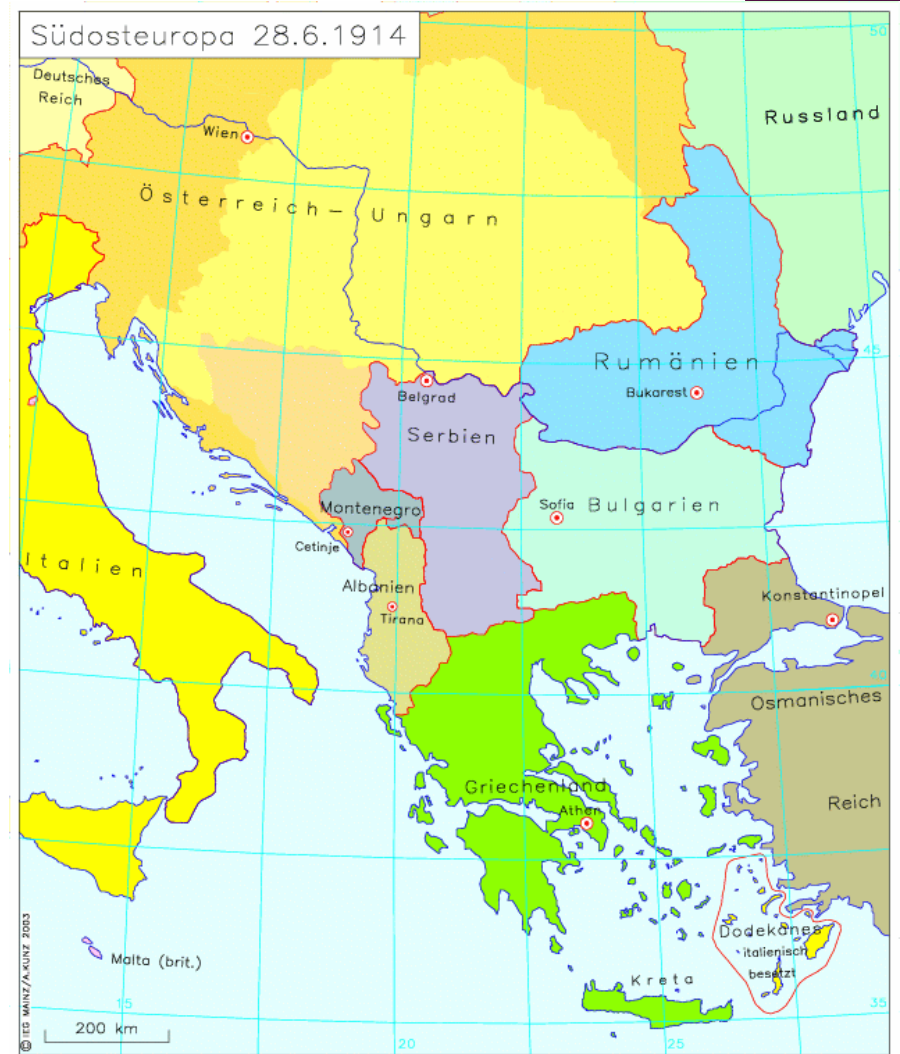 Südosteuropa 28.6.1914
50
Deutsches
Reich
Russland
Wien
Österreich- Ungarn
45
Rumänien
Bukarest
Belgrad
Serbien
Sofia Bulgarien
Montenegro
Cetinje
Italien
Albanien
Tirana
Konstantinopel
40
Osmanisches
Reich
Griechenland
Athen
Dodekanes
italienisch
besetzt
Malta (brit.)
Kreta
15
20
25
35
200 km
© IEG MAINZ/A.KUNZ 2003